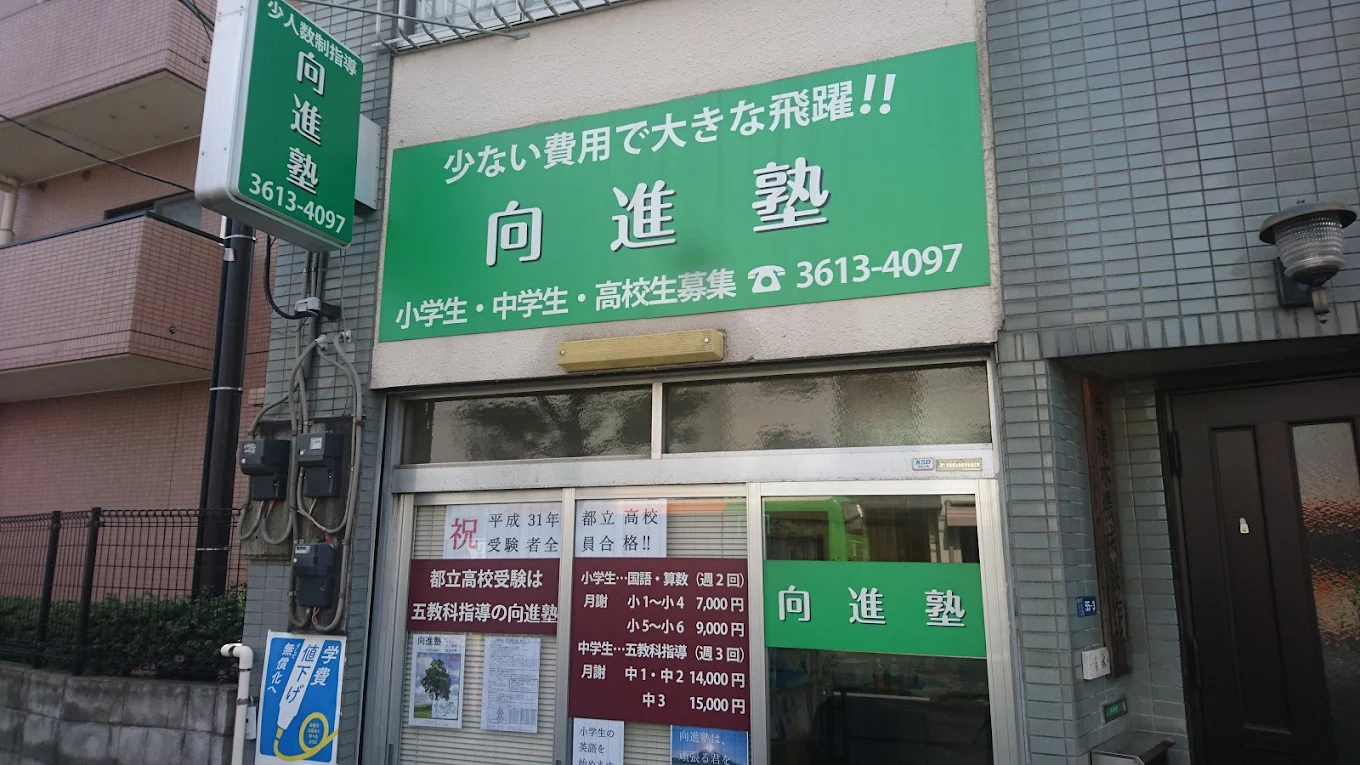 少人数制指導
向進塾
3613-4097
少ない費用で大きな飛躍!!
向進塾
小学生・中学生・高校生募集 ☎ 3613-4097
KSD
祝 平成31年 都立高校
受験者全員合格!!
都立高校受験は
五教科指導の向進塾
小学生…国語・算数(週2回)
月謝 小1～小4 7,000円
小5～小6 9,000円
中学生…五教科指導(週3回)
月謝 中1・中2 14,000円
中3 15,000円
向進塾
向進塾
小学生の
英語を
向進塾は、
頑張る君を
学費
値下げ
無償化へ
55-3